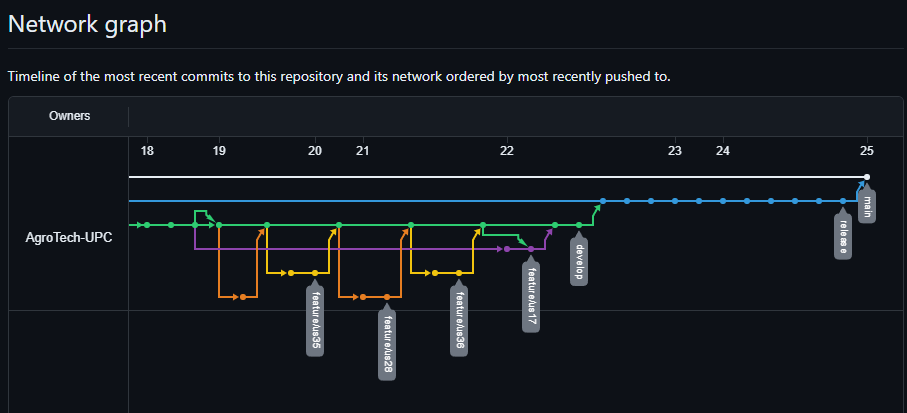 Network graph
Timeline of the most recent commits to this repository and its network ordered by most recently pushed to.
Owners
18 19 20 21 22 23 24 25
AgroTech-UPC
main
release
develop
feature/us17
feature/us35
feature/us36
feature/us28